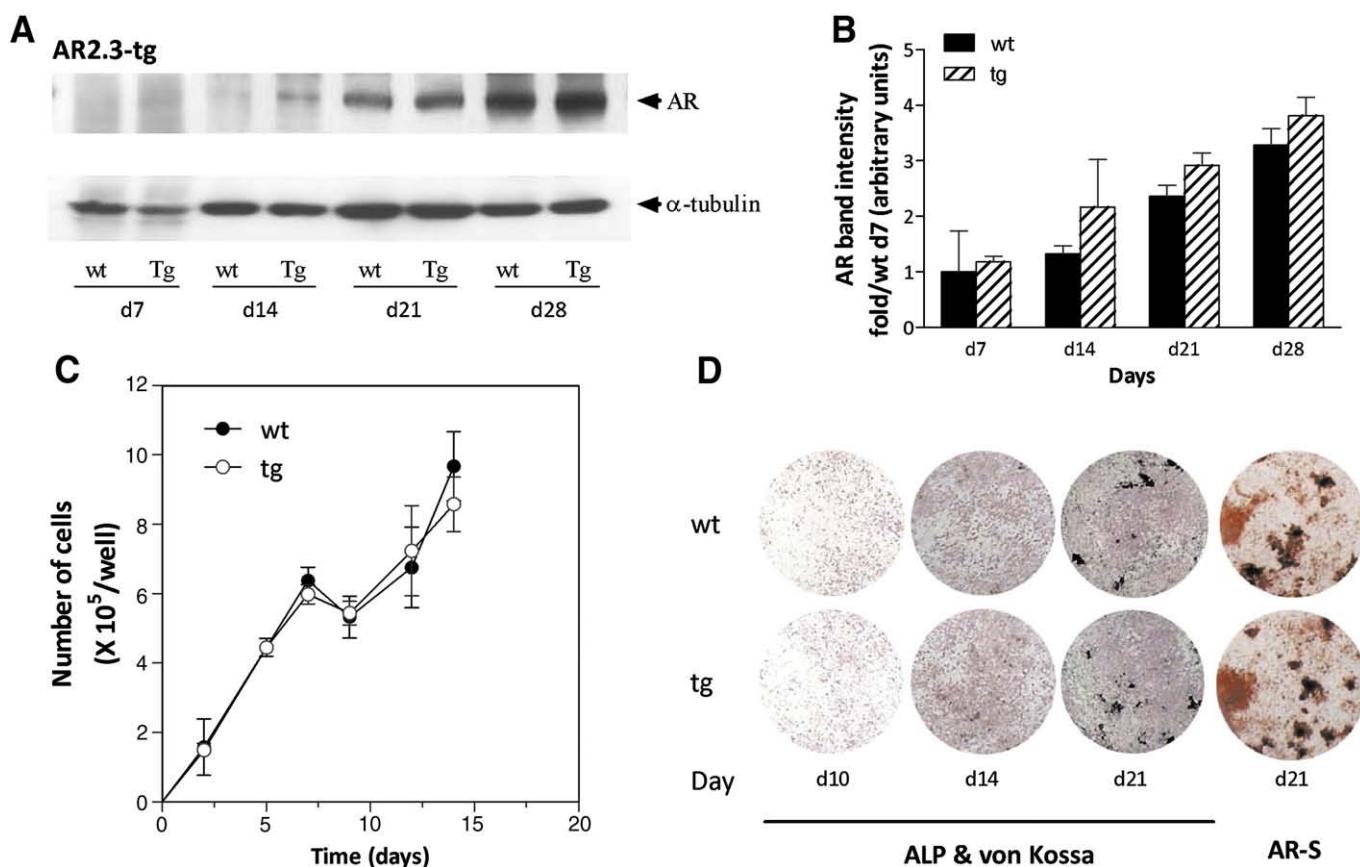 A
AR2.3-tg
AR
α-tubulin
wt Tg wt Tg wt Tg wt Tg
d7 d14 d21 d28
B
wt
tg
AR band intensity
fold/wt d7 (arbitrary units)
5
4
3
2
1
0
d7 d14 d21 d28
Days
C
wt
tg
Number of cells
(X 10⁵/well)
12
10
8
6
4
2
0
0 5 10 15 20
Time (days)
D
wt
tg
Day d10 d14 d21 d21
ALP & von Kossa AR-S